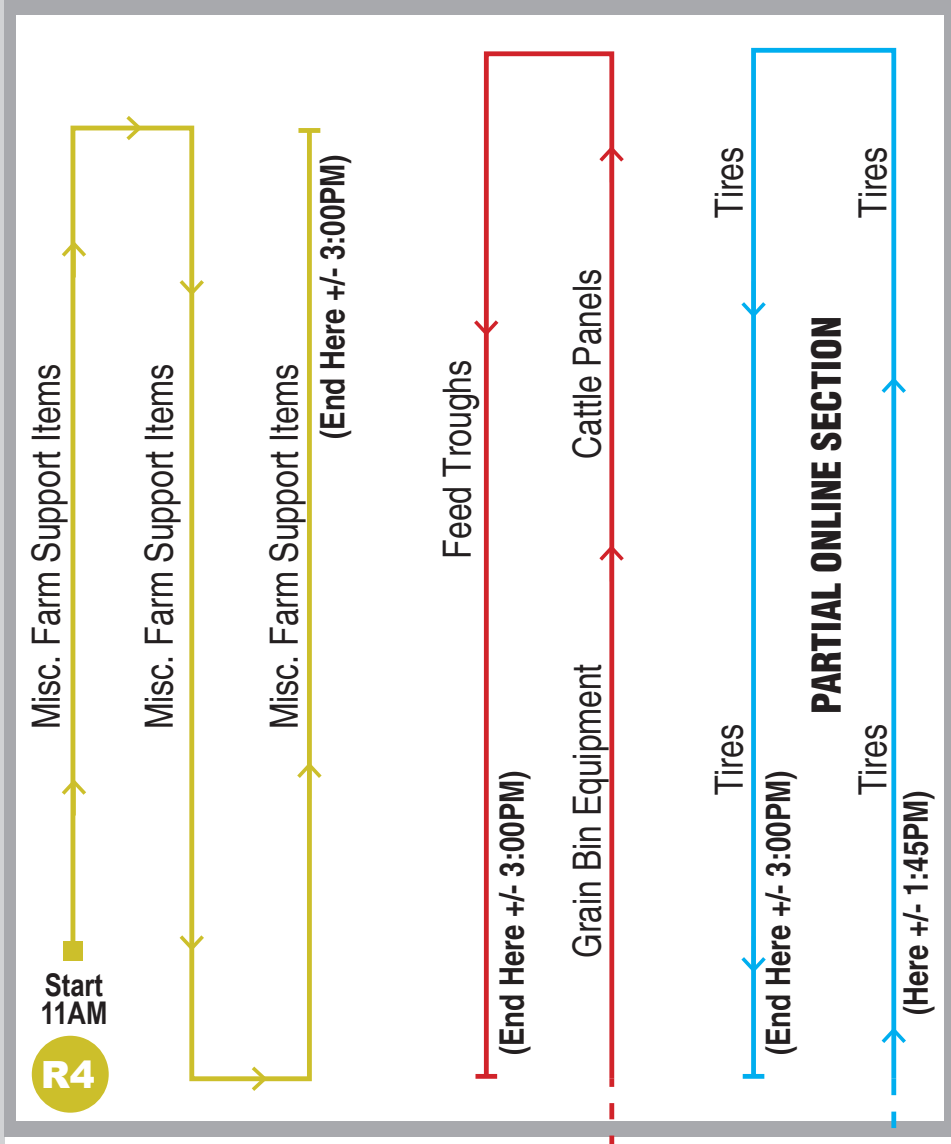 Misc. Farm Support Items
Misc. Farm Support Items
Misc. Farm Support Items
(End Here +/- 3:00PM)
Start
11AM
R4
Feed Troughs
(End Here +/- 3:00PM)
Cattle Panels
Grain Bin Equipment
Tires
Tires
(End Here +/- 3:00PM)
PARTIAL ONLINE SECTION
Tires
Tires
(Here +/- 1:45PM)